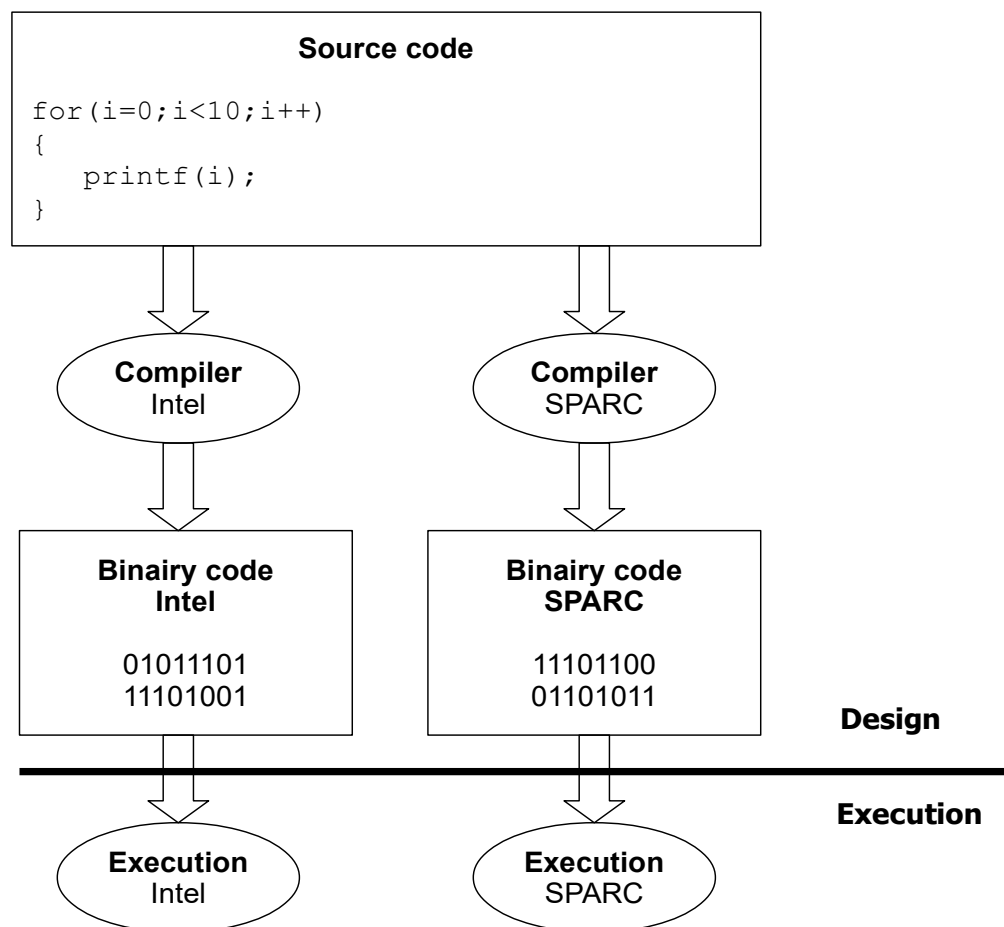 Source code
for(i=0;i<10;i++)
{
   printf(i);
}
Compiler
Intel
Compiler
SPARC
Binairy code
Intel
01011101
11101001
Binairy code
SPARC
11101100
01101011
Design
Execution
Execution
Intel
Execution
SPARC